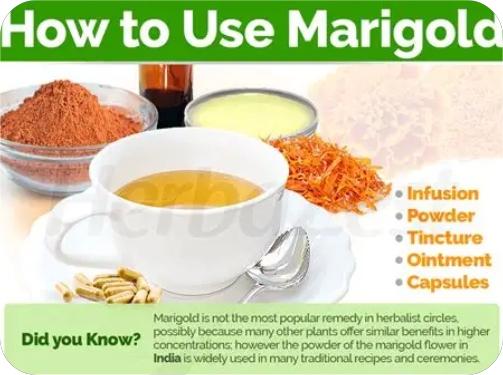 How to Use Marigold
Herbazest
• Infusion
• Powder
• Tincture
• Ointment
• Capsules
Did you Know?
Marigold is not the most popular remedy in herbalist circles,
possibly because many other plants offer similar benefits in higher
concentrations; however the powder of the marigold flower in
India is widely used in many traditional recipes and ceremonies.